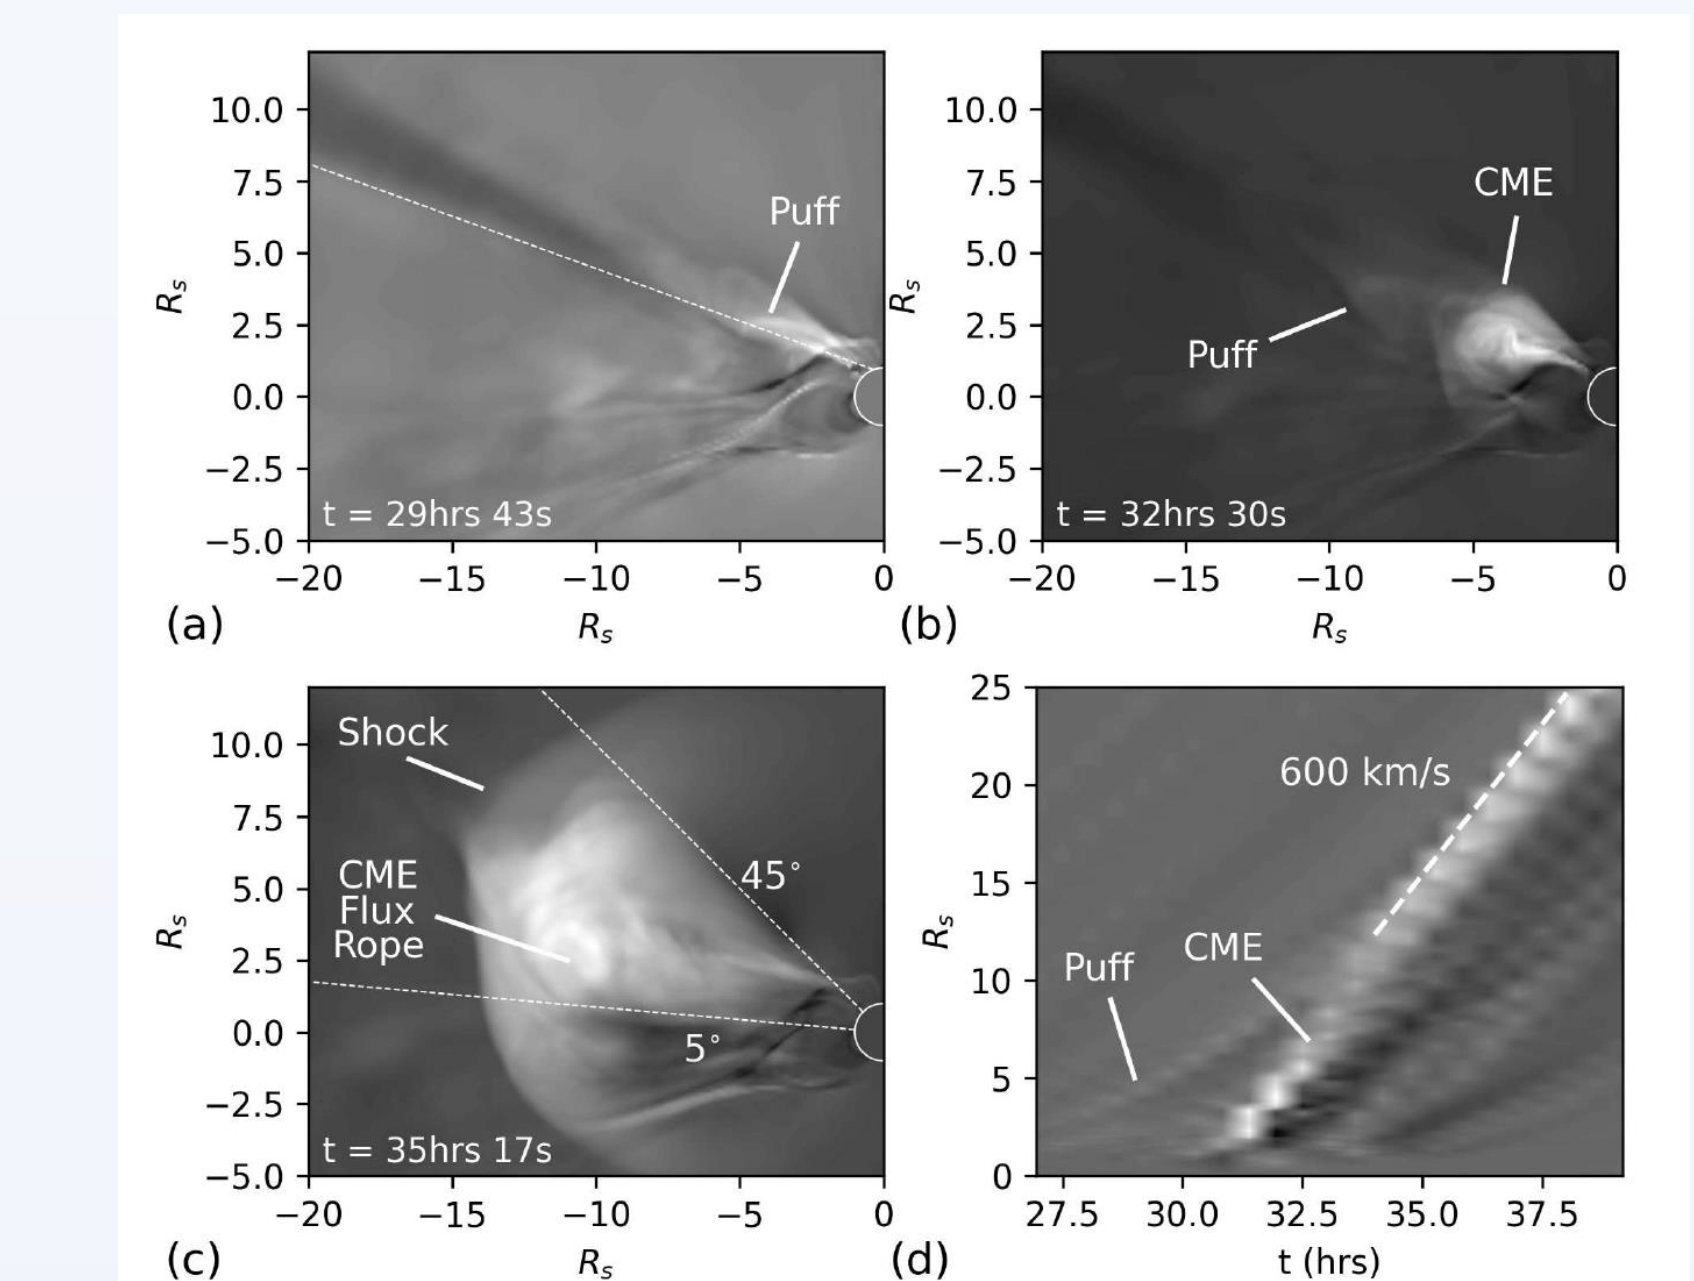 10.0
7.5
5.0
2.5
0.0
−2.5
−5.0
Rs
Puff
t = 29hrs 43s
−20
−15
−10
−5
0
Rs
(a)
10.0
7.5
5.0
2.5
0.0
−2.5
−5.0
Rs
CME
Puff
t = 32hrs 30s
−20
−15
−10
−5
0
Rs
(b)
10.0
7.5
5.0
2.5
0.0
−2.5
−5.0
Rs
Shock
CME
Flux
Rope
45°
5°
t = 35hrs 17s
−20
−15
−10
−5
0
Rs
(c)
25
20
15
10
5
0
Rs
600 km/s
CME
Puff
27.5
30.0
32.5
35.0
37.5
t (hrs)
(d)